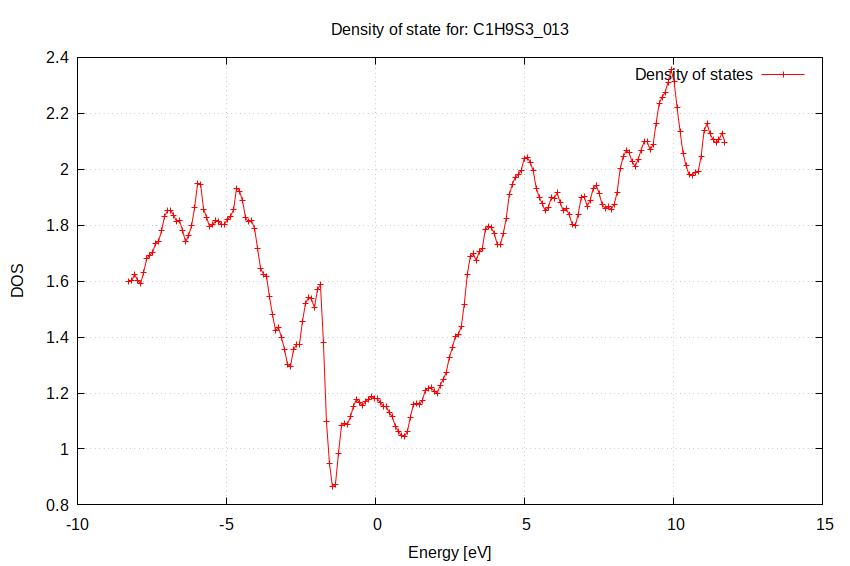 Density of state for: C1H9S3_013
Density of states
2.4
2.2
2
1.8
1.6
1.4
1.2
1
0.8
DOS
-10 -5 0 5 10 15
Energy [eV]